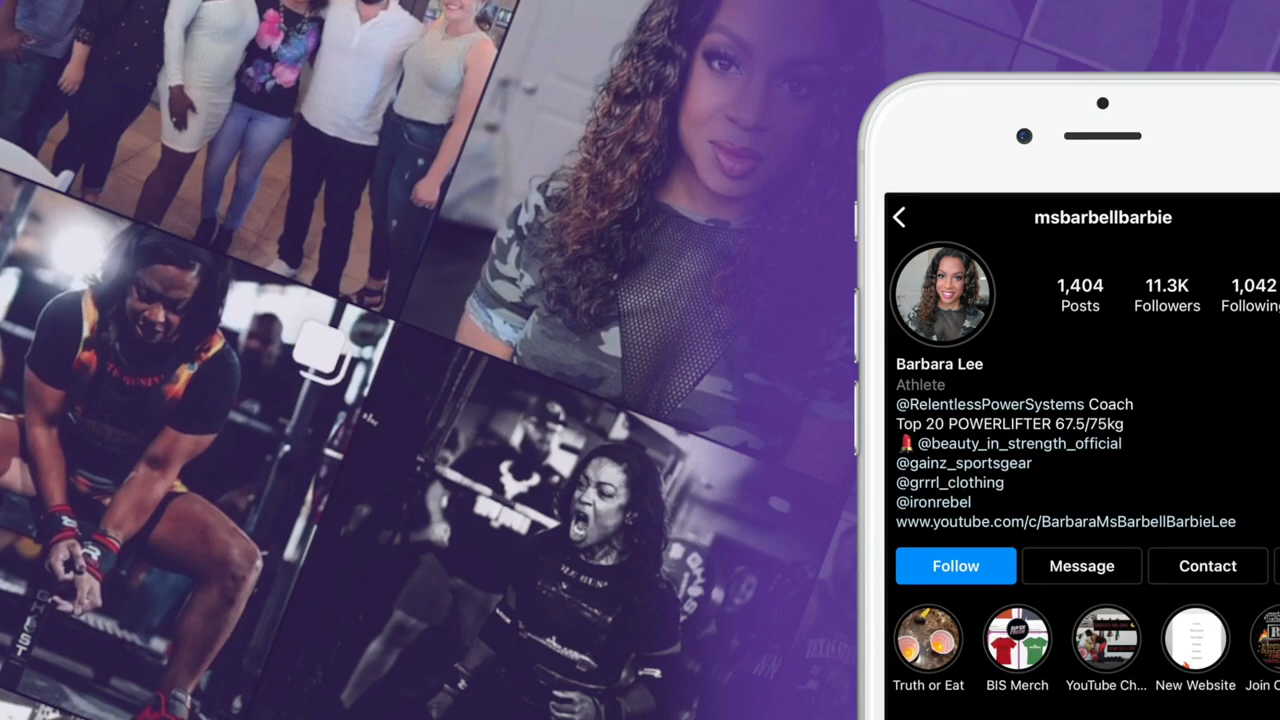 msbarbellbarbie
1,404
11.3K
1,042
Posts
Followers
Following
Barbara Lee
Athlete
@RelentlessPowerSystems Coach
Top 20 POWERLIFTER 67.5/75kg
@beauty_in_strength_official
@gainz_sportsgear
@grrrl_clothing
@ironrebel
www.youtube.com/c/BarbaraMsBarbellBarbieLee
Follow
Message
Contact
Truth or Eat
BIS Merch
YouTube Ch...
New Website
Join